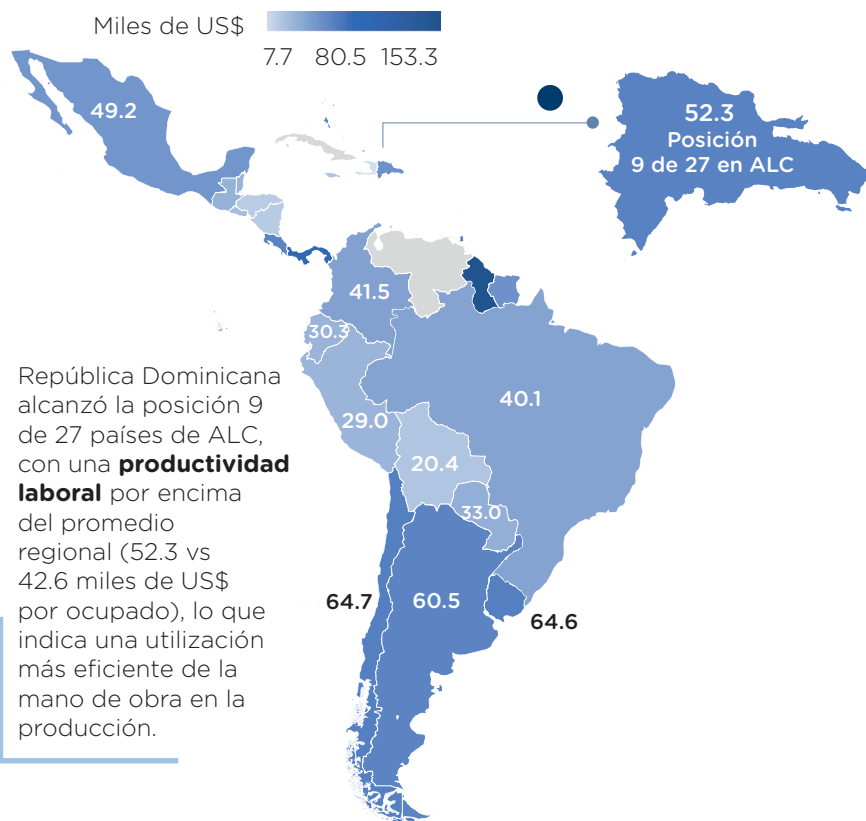 Miles de US$
7.7 80.5 153.3
49.2
52.3
Posición
9 de 27 en ALC
41.5
30.3
40.1
29.0
20.4
33.0
República Dominicana
alcanzó la posición 9
de 27 países de ALC,
con una productividad
laboral por encima
del promedio
regional (52.3 vs
42.6 miles de US$
por ocupado), lo que
indica una utilización
más eficiente de la
mano de obra en la
producción.
64.7
60.5
64.6